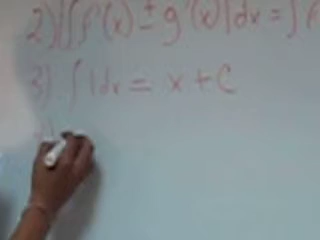 2) ∫[f'(x) ± g'(x)]dx = ∫f
3) ∫1dx = x + C